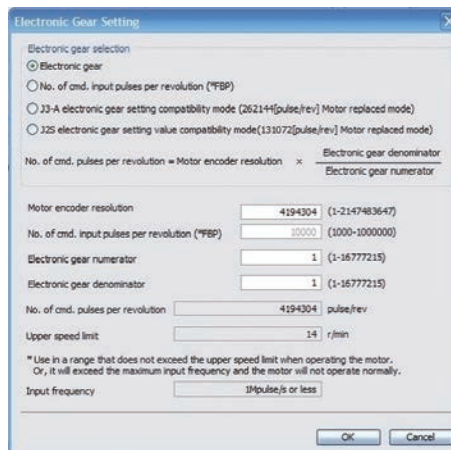 Electronic Gear Setting
Electronic gear selection
Electronic gear
No. of cmd. input pulses per revolution (*FBP)
J3-A electronic gear setting compatibility mode (262144[pulse/rev] Motor replaced mode)
J2S electronic gear setting value compatibility mode(131072[pulse/rev] Motor replaced mode)
No. of cmd. pulses per revolution = Motor encoder resolution × Electronic gear denominator
Electronic gear numerator
Motor encoder resolution 4194304 (1-2147483647)
No. of cmd. input pulses per revolution (*FBP) 10000 (1000-1000000)
Electronic gear numerator 1 (1-16777215)
Electronic gear denominator 1 (1-16777215)
No. of cmd. pulses per revolution 4194304 pulse/rev
Upper speed limit 14 r/min
* Use in a range that does not exceed the upper speed limit when operating the motor.
Or, it will exceed the maximum input frequency and the motor will not operate normally.
Input frequency 1Mpulse/s or less
OK Cancel